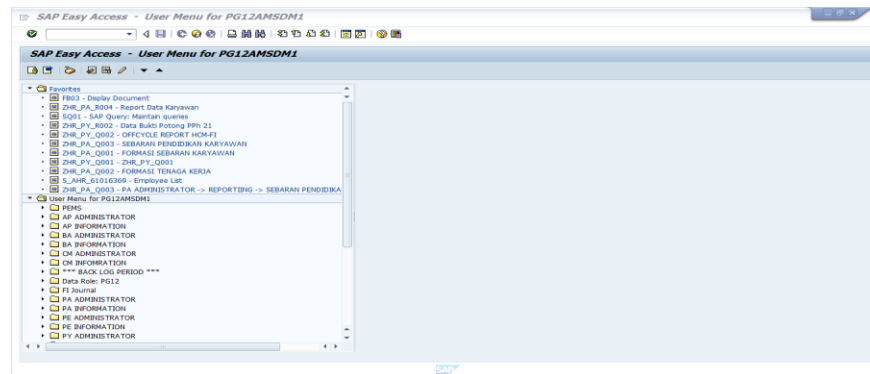 SAP Easy Access - User Menu for PG12AMSDM1
SAP Easy Access - User Menu for PG12AMSDM1
Favorites
FB03 - Display Document
ZHR_PA_R004 - Report Data Karyawan
SQ01 - SAP Query: Maintain queries
ZHR_PY_R002 - Data Bukti Potong PPh 21
ZHR_PY_Q002 - OFFCYCLE REPORT HCM-FI
ZHR_PA_Q003 - SEBARAN PENDIDIKAN KARYAWAN
ZHR_PA_Q001 - FORMASI SEBARAN KARYAWAN
ZHR_PY_Q001 - ZHR_PY_Q001
ZHR_PA_Q002 - FORMASI TENAGA KERJA
S_AHR_61016369 - Employee List
ZHR_PA_Q003 - PA ADMINISTRATOR -> REPORTIING -> SEBARAN PENDIDIKA
User Menu for PG12AMSDM1
PEMS
AP ADMINISTRATOR
AP INFORMATION
BA ADMINISTRATOR
BA INFORMATION
CM ADMINISTRATOR
CM INFOMRATION
*** BACK LOG PERIOD ***
Data Role: PG12
FI Journal
PA ADMINISTRATOR
PA INFORMATION
PE ADMINISTRATOR
PE INFORMATION
PY ADMINISTRATOR
SAP